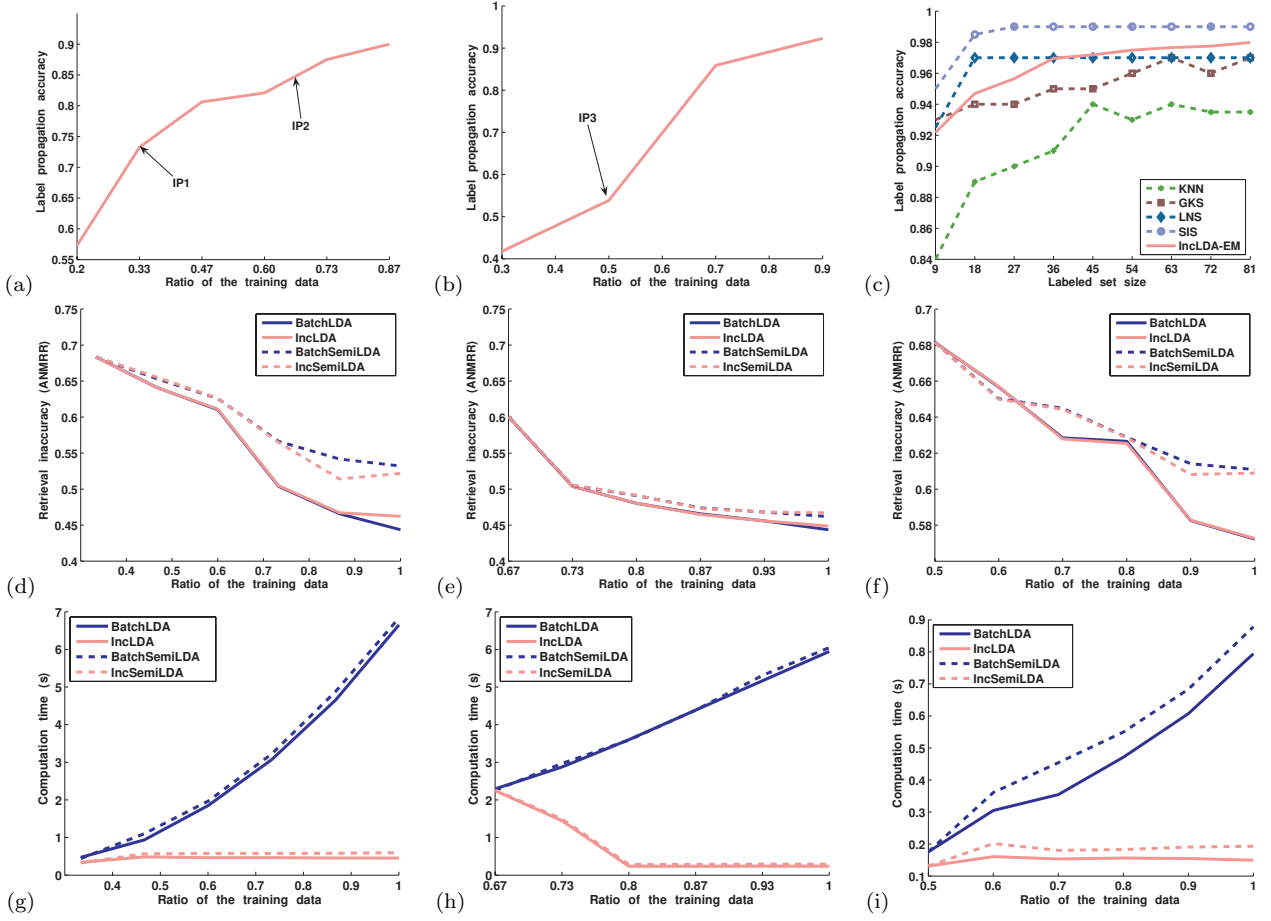 0.9
0.85
0.8
0.75
0.7
0.65
0.6
0.55
0.2 0.33 0.47 0.60 0.73 0.87
Label propagation accuracy
Ratio of the training data
IP1
IP2
(a)
1
0.9
0.8
0.7
0.6
0.5
0.4
0.3 0.4 0.5 0.6 0.7 0.8 0.9
Label propagation accuracy
Ratio of the training data
IP3
(b)
1
0.98
0.96
0.94
0.92
0.9
0.88
0.86
0.84
9 18 27 36 45 54 63 72 81
Label propagation accuracy
Labeled set size
KNN
GKS
LNS
SIS
IncLDA-EM
(c)
0.75
0.7
0.65
0.6
0.55
0.5
0.45
0.4
0.4 0.5 0.6 0.7 0.8 0.9 1
Retrieval inaccuracy (ANMRR)
Ratio of the training data
BatchLDA
IncLDA
BatchSemiLDA
IncSemiLDA
(d)
0.75
0.7
0.65
0.6
0.55
0.5
0.45
0.4
0.67 0.73 0.8 0.87 0.93 1
Retrieval inaccuracy (ANMRR)
Ratio of the training data
BatchLDA
IncLDA
BatchSemiLDA
IncSemiLDA
(e)
0.7
0.68
0.66
0.64
0.62
0.6
0.58
0.5 0.6 0.7 0.8 0.9 1
Retrieval inaccuracy (ANMRR)
Ratio of the training data
BatchLDA
IncLDA
BatchSemiLDA
IncSemiLDA
(f)
7
6
5
4
3
2
1
0
0.4 0.5 0.6 0.7 0.8 0.9 1
Computation time (s)
Ratio of the training data
BatchLDA
IncLDA
BatchSemiLDA
IncSemiLDA
(g)
7
6
5
4
3
2
1
0
0.67 0.73 0.8 0.87 0.93 1
Computation time (s)
Ratio of the training data
BatchLDA
IncLDA
BatchSemiLDA
IncSemiLDA
(h)
0.9
0.8
0.7
0.6
0.5
0.4
0.3
0.2
0.1
0.5 0.6 0.7 0.8 0.9 1
Computation time (s)
Ratio of the training data
BatchLDA
IncLDA
BatchSemiLDA
IncSemiLDA
(i)